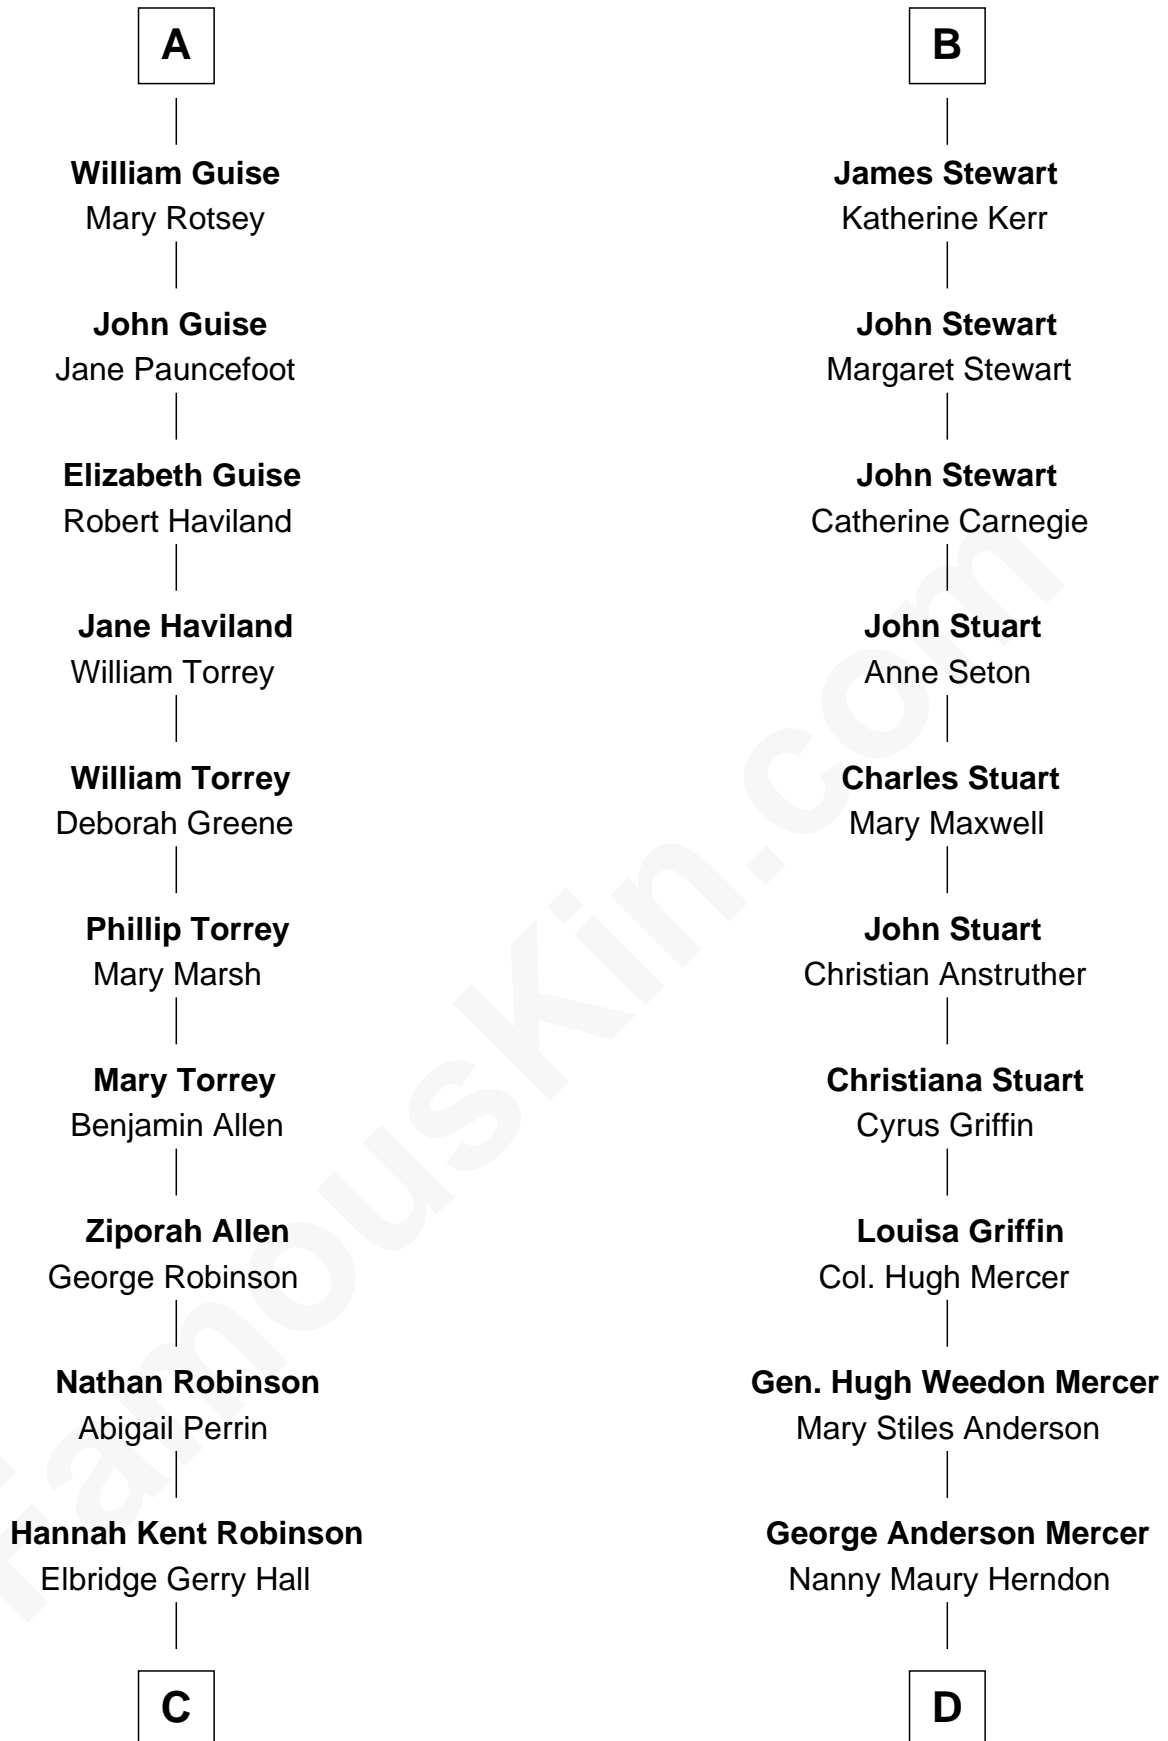 A
William Guise
Mary Rotsey
John Guise
Jane Pauncefoot
Elizabeth Guise
Robert Haviland
Jane Haviland
William Torrey
William Torrey
Deborah Greene
Phillip Torrey
Mary Marsh
Mary Torrey
Benjamin Allen
Ziporah Allen
George Robinson
Nathan Robinson
Abigail Perrin
Hannah Kent Robinson
Elbridge Gerry Hall
C
B
James Stewart
Katherine Kerr
John Stewart
Margaret Stewart
John Stewart
Catherine Carnegie
John Stuart
Anne Seton
Charles Stuart
Mary Maxwell
John Stuart
Christian Anstruther
Christiana Stuart
Cyrus Griffin
Louisa Griffin
Col. Hugh Mercer
Gen. Hugh Weedon Mercer
Mary Stiles Anderson
George Anderson Mercer
Nanny Maury Herndon
D
famouskin.com